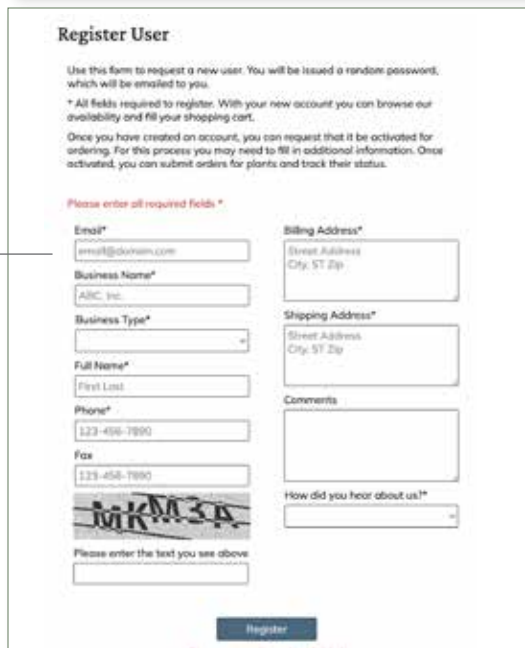 Register User
Use this form to request a new user. You will be issued a random password,
which will be emailed to you.
* All fields required to register. With your new account you can browse our
availability and fill your shopping cart.
Once you have created an account, you can request that it be activated for
ordering. For this process you may need to fill in additional information. Once
activated, you can submit orders for plants and track their status.
Please enter all required fields *
Email*
email@domain.com
Business Name*
ABC, Inc.
Business Type*
Full Name*
First Last
Phone*
123-456-7890
Fax
123-456-7890
MKM3A
Please enter the text you see above
Billing Address*
Street Address
City, ST Zip
Shipping Address*
Street Address
City, ST Zip
Comments
How did you hear about us?*
Register